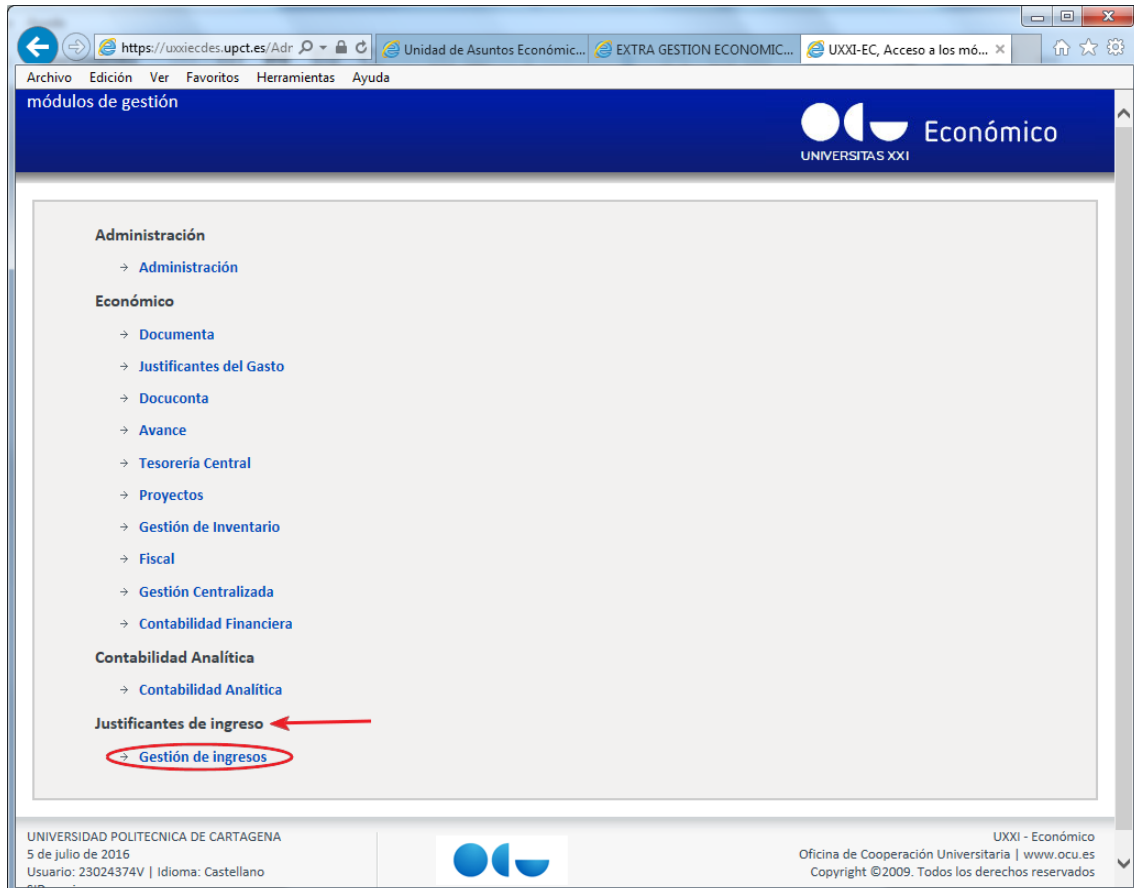 https://uxxiecdes.upct.es/Adr
Unidad de Asuntos Económic...
EXTRA GESTION ECONOMIC...
UXXI-EC, Acceso a los mó...
Archivo Edición Ver Favoritos Herramientas Ayuda
módulos de gestión
Económico
UNIVERSITAS XXI
Administración
→ Administración
Económico
→ Documenta
→ Justificantes del Gasto
→ Docuconta
→ Avance
→ Tesorería Central
→ Proyectos
→ Gestión de Inventario
→ Fiscal
→ Gestión Centralizada
→ Contabilidad Financiera
Contabilidad Analítica
→ Contabilidad Analítica
Justificantes de ingreso
→ Gestión de ingresos
UNIVERSIDAD POLITECNICA DE CARTAGENA
5 de julio de 2016
Usuario: 23024374V | Idioma: Castellano
UXXI - Económico
Oficina de Cooperación Universitaria | www.ocu.es
Copyright ©2009. Todos los derechos reservados